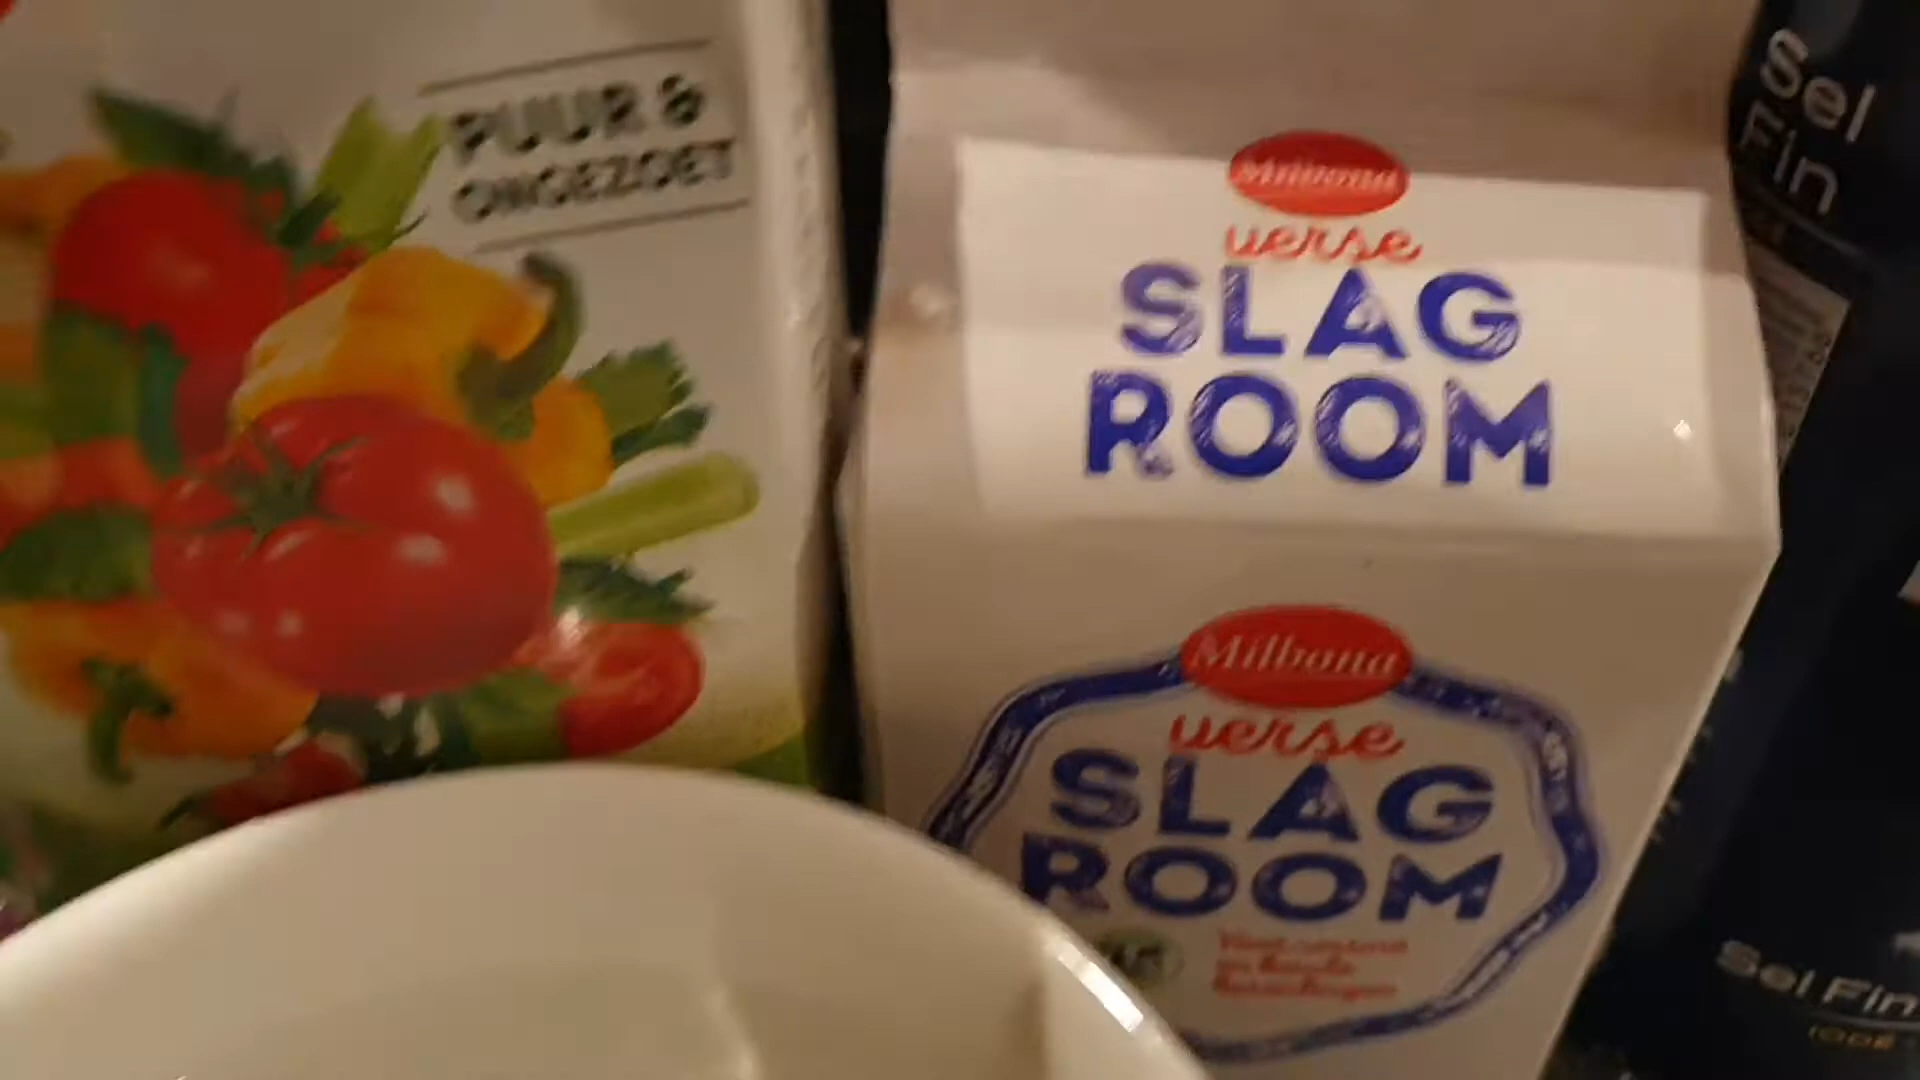 PUUR &
ONGEZOET
Milbona
verse
SLAG
ROOM
Milbona
verse
SLAG
ROOM
Sel
Fin
Sel Fin